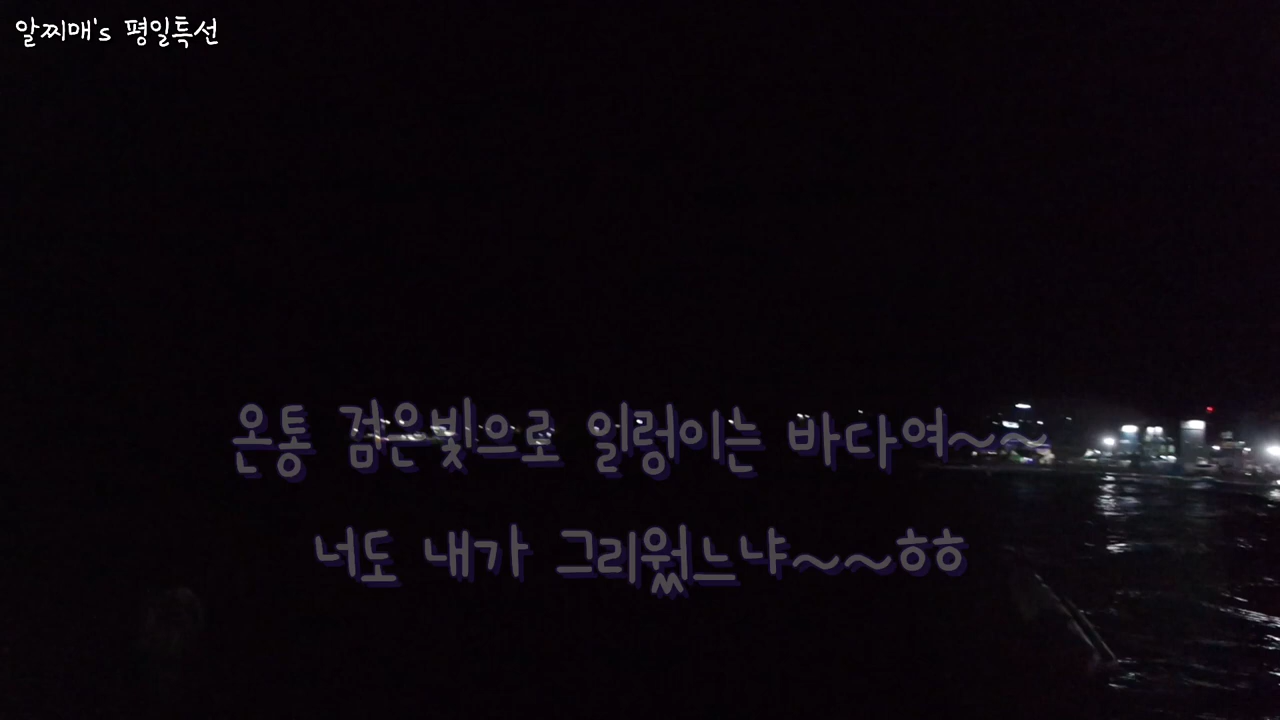 알찌매's 평일특선
온통 검은빛으로 일렁이는 바다여~~
너도 내가 그리웠느냐~~ㅎㅎ